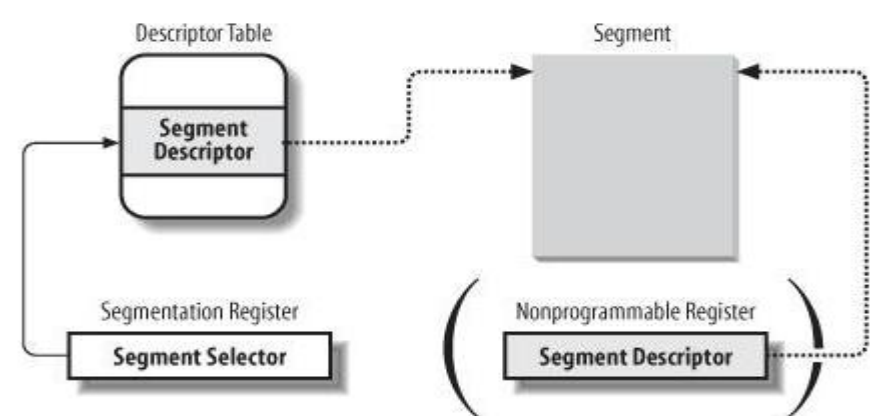 Descriptor Table
Segment
Segment
Descriptor
Segmentation Register
Segment Selector
Nonprogrammable Register
Segment Descriptor